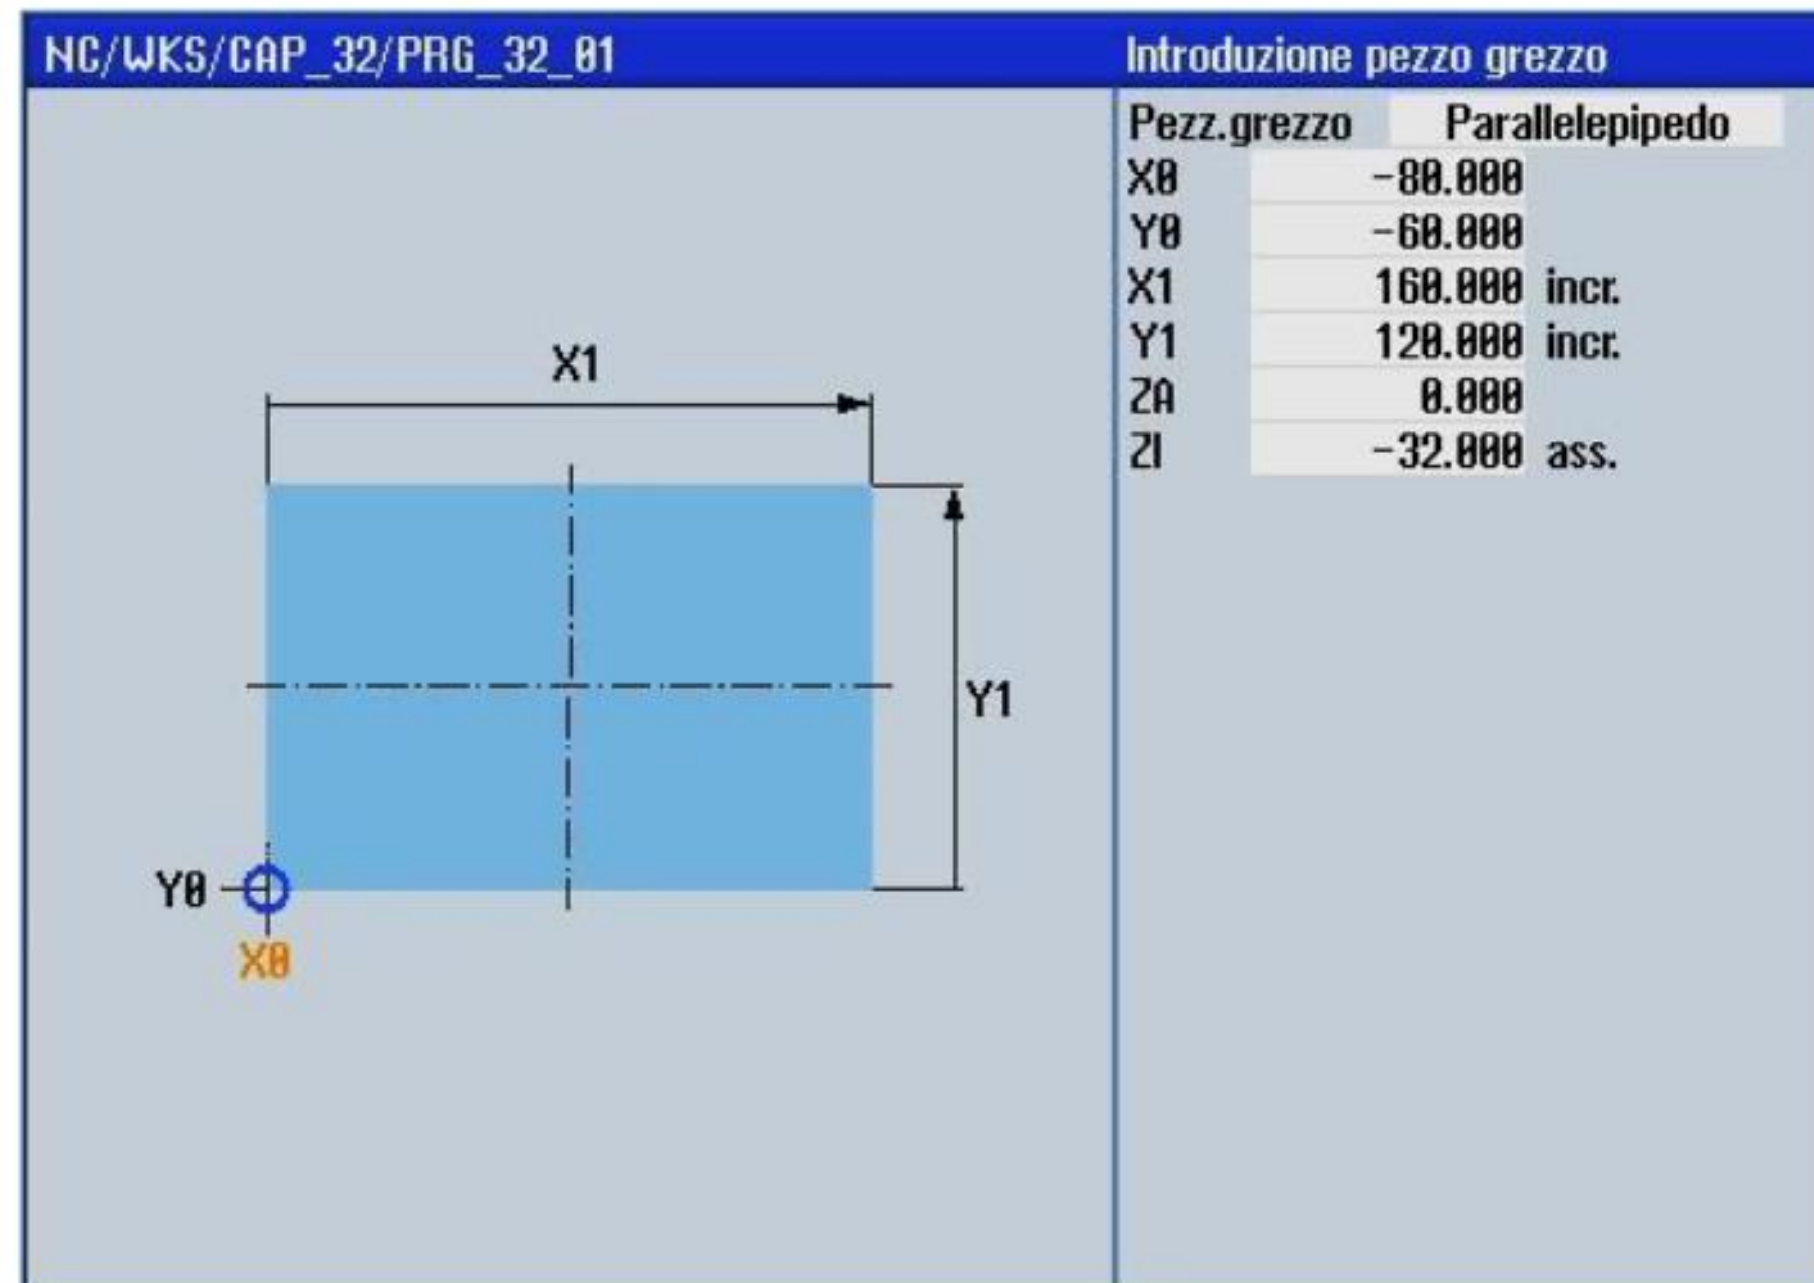 NC/WKS/CAP_32/PRG_32_01
Introduzione pezzo grezzo
Pezz.grezzo Parallelepipedo
X0 -80.000
Y0 -60.000
X1 160.000 incr.
Y1 120.000 incr.
ZA 0.000
ZI -32.000 ass.
X1
Y1
Y0
X0